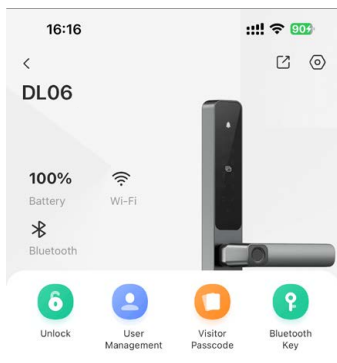 16:16
90
DL06
100%
Battery
Wi-Fi
Bluetooth
Unlock
User
Management
Visitor
Passcode
Bluetooth
Key